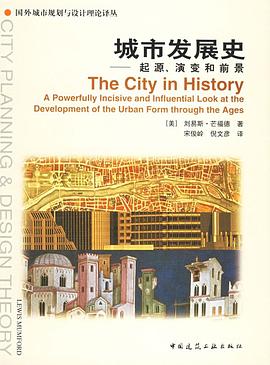 国外城市规划与设计理论译丛
CITY PLANNING & DESIGN THEORY
LEWIS MUMFORD
城市发展史
——起源、演变和前景
The City in History
A Powerfully Incisive and Influential Look at the
Development of the Urban Form through the Ages
[美] 刘易斯·芒福德 著
宋俊岭 倪文彦 译
中国建筑工业出版社